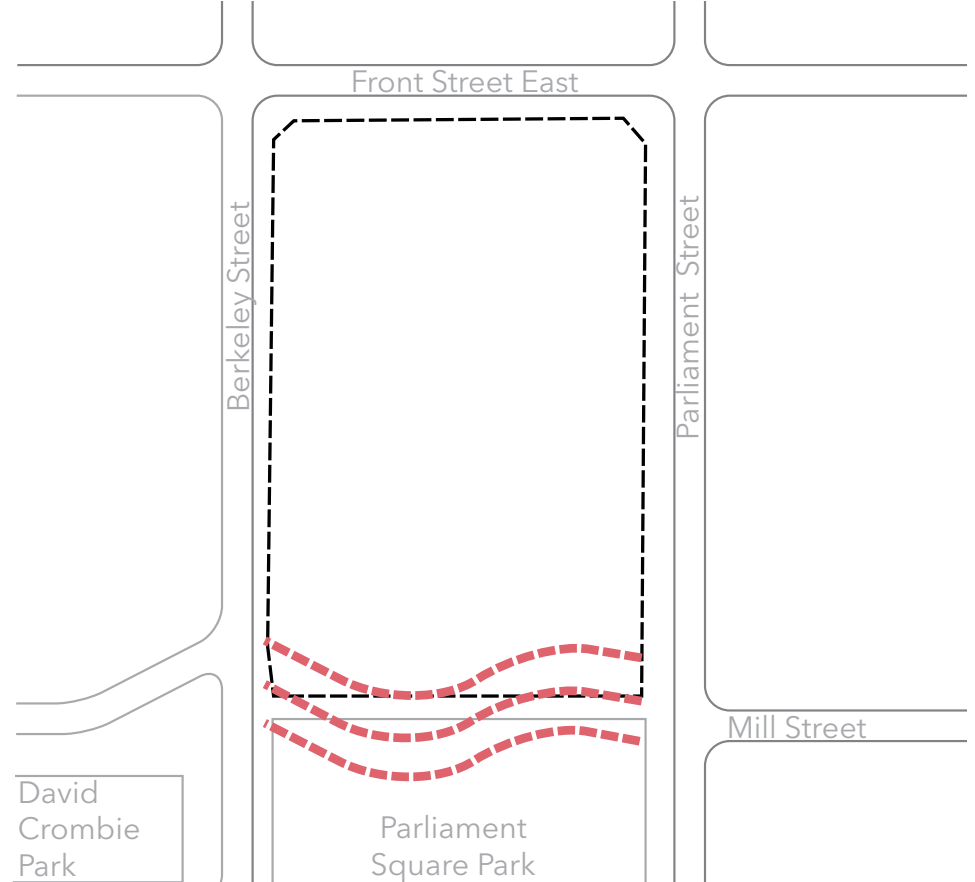 Front Street East
Berkeley Street
Parliament Street
Mill Street
David
Crombie
Park
Parliament
Square Park